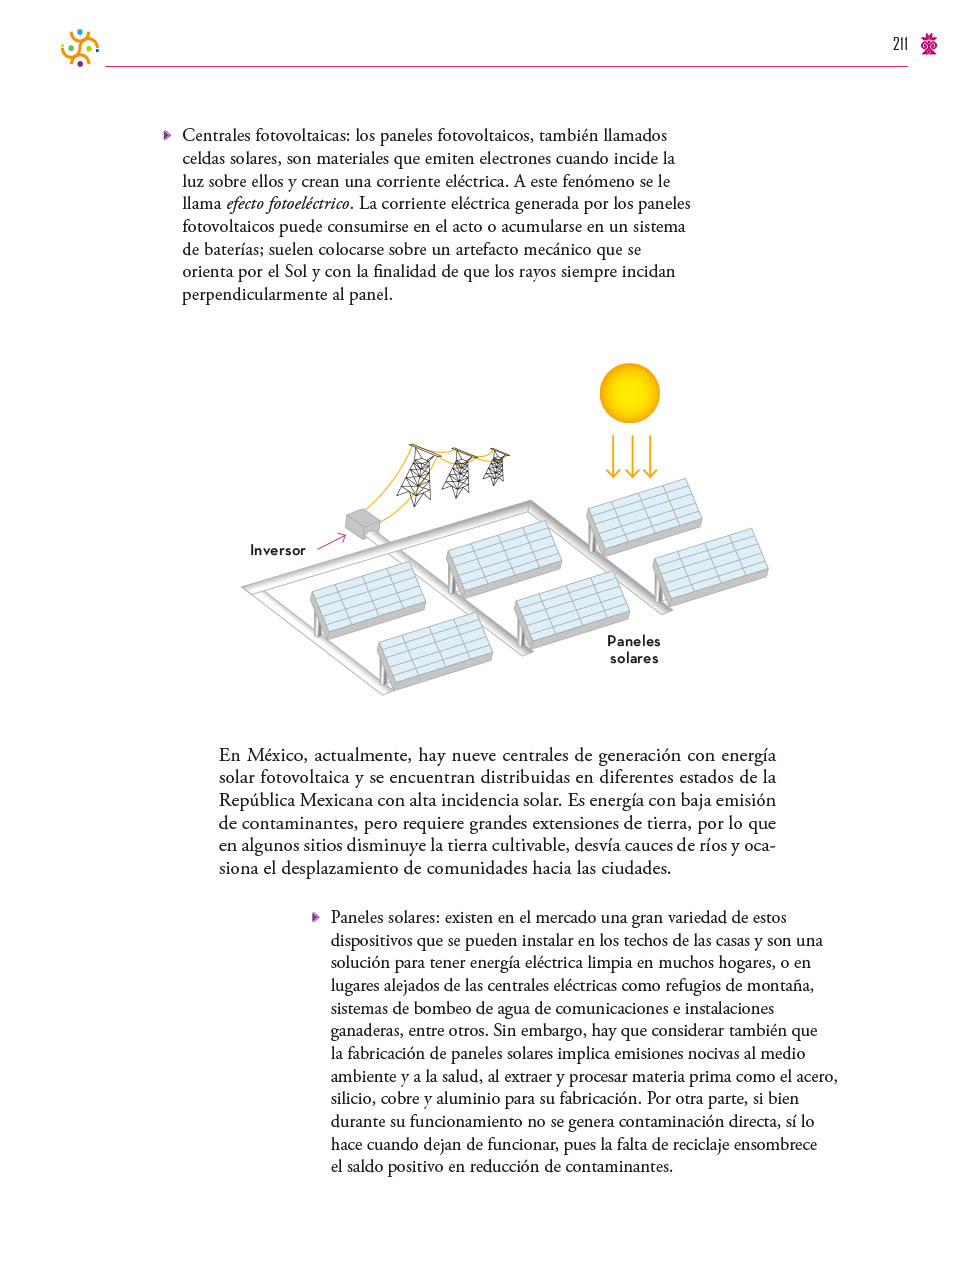 211
Centrales fotovoltaicas: los paneles fotovoltaicos, también llamados
celdas solares, son materiales que emiten electrones cuando incide la
luz sobre ellos y crean una corriente eléctrica. A este fenómeno se le
llama efecto fotoeléctrico. La corriente eléctrica generada por los paneles
fotovoltaicos puede consumirse en el acto o acumularse en un sistema
de baterías; suelen colocarse sobre un artefacto mecánico que se
orienta por el Sol y con la finalidad de que los rayos siempre incidan
perpendicularmente al panel.
Inversor
Paneles
solares
En México, actualmente, hay nueve centrales de generación con energía
solar fotovoltaica y se encuentran distribuidas en diferentes estados de la
República Mexicana con alta incidencia solar. Es energía con baja emisión
de contaminantes, pero requiere grandes extensiones de tierra, por lo que
en algunos sitios disminuye la tierra cultivable, desvía cauces de ríos y oca-
siona el desplazamiento de comunidades hacia las ciudades.
Paneles solares: existen en el mercado una gran variedad de estos
dispositivos que se pueden instalar en los techos de las casas y son una
solución para tener energía eléctrica limpia en muchos hogares, o en
lugares alejados de las centrales eléctricas como refugios de montaña,
sistemas de bombeo de agua de comunicaciones e instalaciones
ganaderas, entre otros. Sin embargo, hay que considerar también que
la fabricación de paneles solares implica emisiones nocivas al medio
ambiente y a la salud, al extraer y procesar materia prima como el acero,
silicio, cobre y aluminio para su fabricación. Por otra parte, si bien
durante su funcionamiento no se genera contaminación directa, sí lo
hace cuando dejan de funcionar, pues la falta de reciclaje ensombrece
el saldo positivo en reducción de contaminantes.